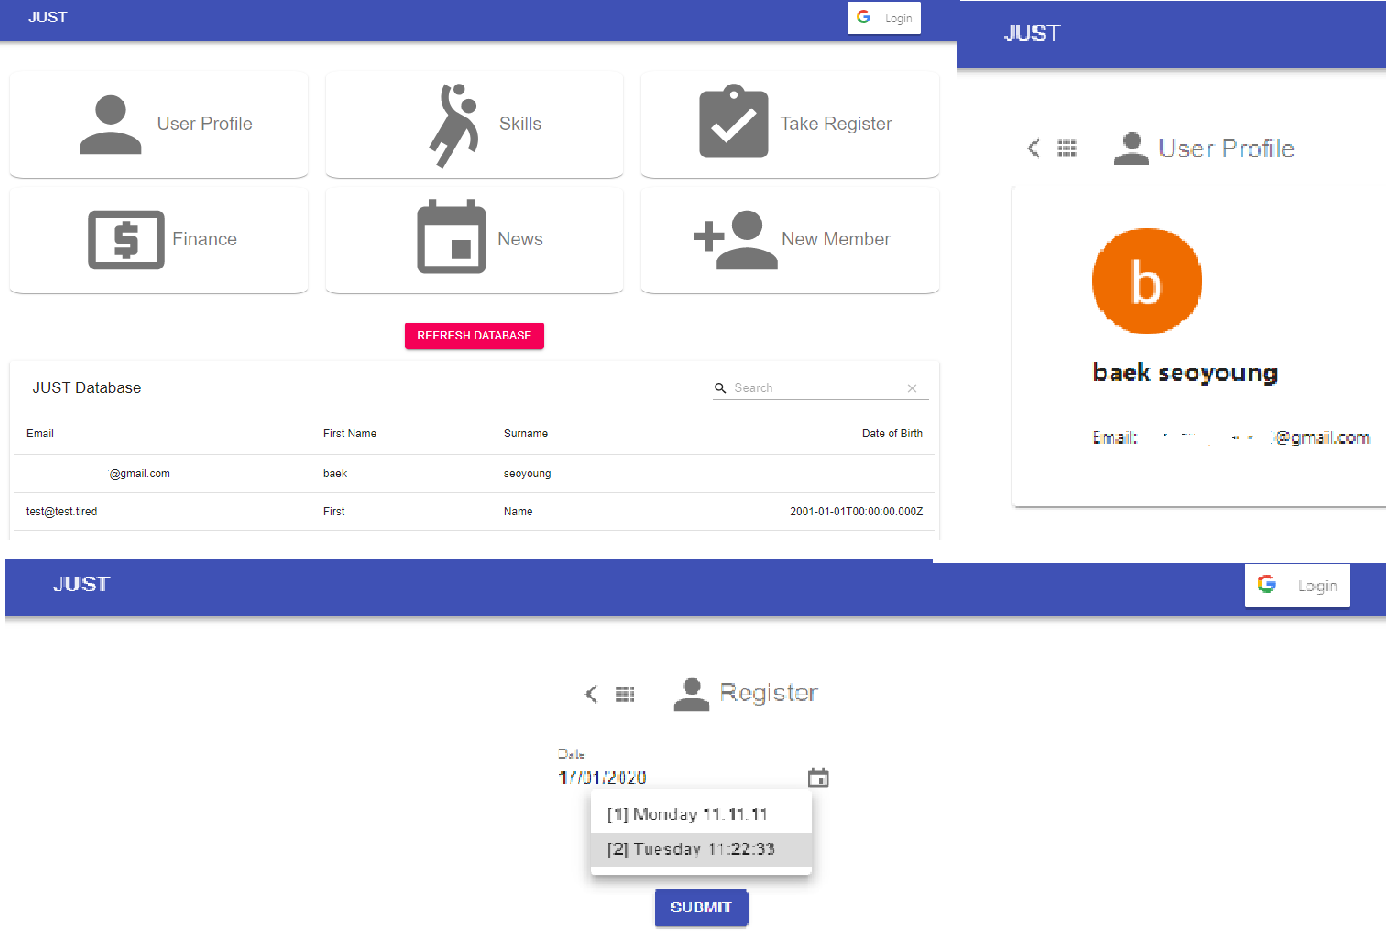 JUST
Login
User Profile
Skills
Take Register
Finance
News
New Member
REFRESH DATABASE
JUST Database
Search
Email First Name Surname Date of Birth
@gmail.com baek seoyoung
test@test.tired First Name 2001-01-01T00:00:00.000Z
JUST
User Profile
b
baek seoyoung
Email: @gmail.com
JUST
Login
Register
Date
17/01/2020
[1] Monday 11:11:11
[2] Tuesday 11:22:33
SUBMIT